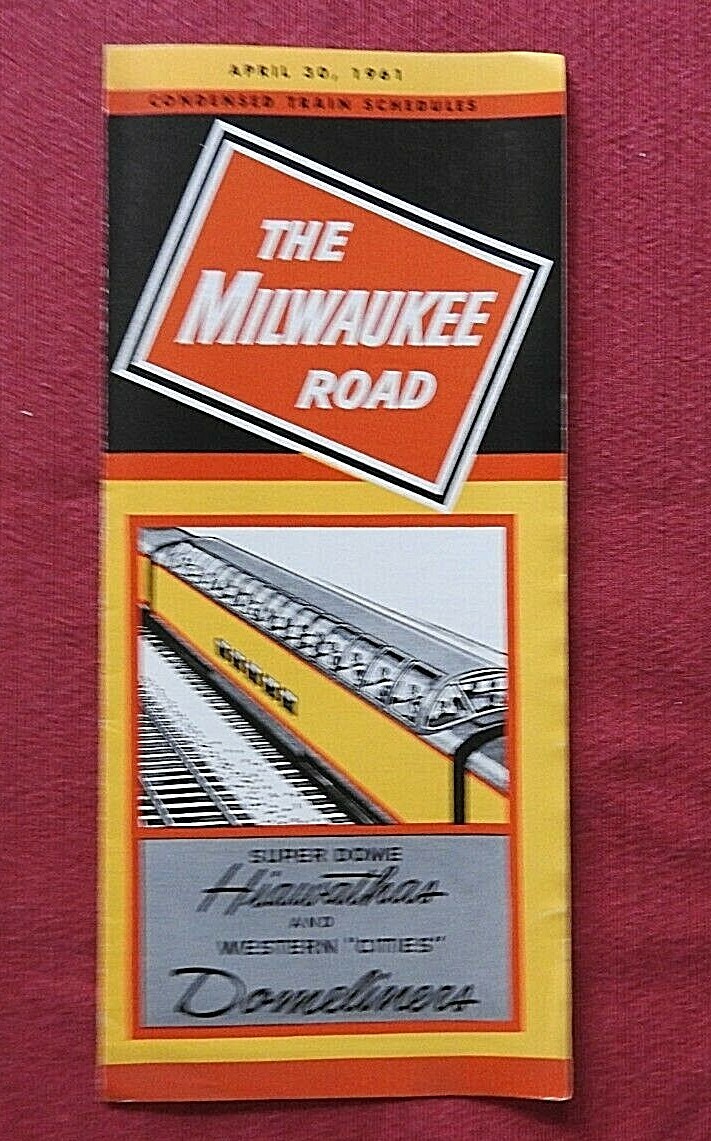 APRIL 30, 1961
CONDENSED TRAIN SCHEDULES
THE
MILWAUKEE
ROAD
SUPER DOME
Hiawathas
AND
WESTERN "CITIES"
Domeliners